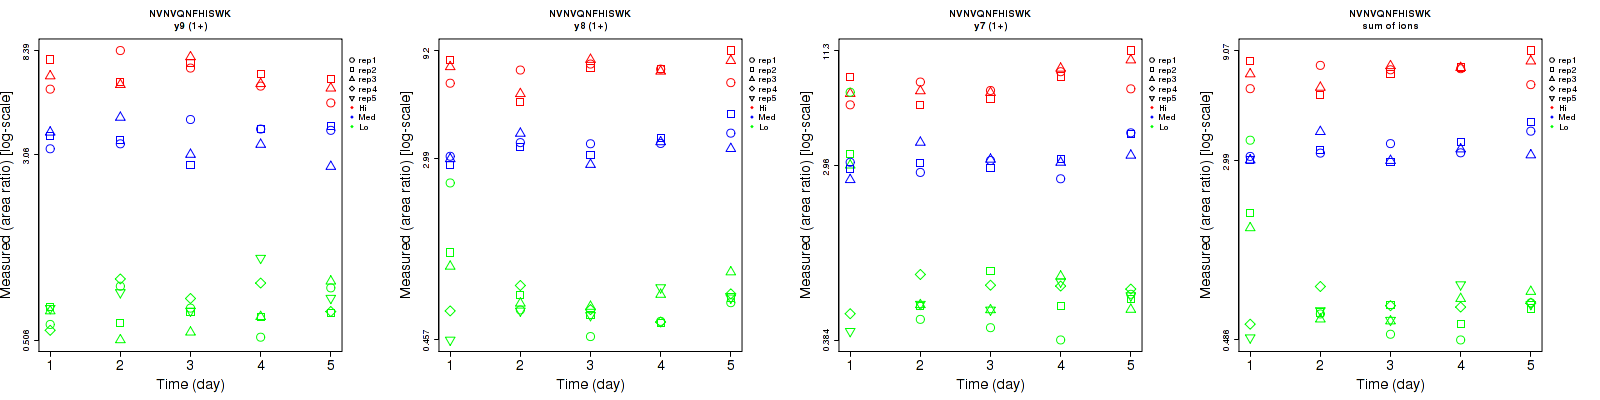 NVNVQNFHISWK
y9 (1+)
Measured (area ratio) [log-scale]
8.39
3.06
0.506
1 2 3 4 5
Time (day)
rep1
rep2
rep3
rep4
rep5
Hi
Med
Lo
NVNVQNFHISWK
y8 (1+)
Measured (area ratio) [log-scale]
9.2
2.99
0.457
1 2 3 4 5
Time (day)
rep1
rep2
rep3
rep4
rep5
Hi
Med
Lo
NVNVQNFHISWK
y7 (1+)
Measured (area ratio) [log-scale]
11.3
2.96
0.384
1 2 3 4 5
Time (day)
rep1
rep2
rep3
rep4
rep5
Hi
Med
Lo
NVNVQNFHISWK
sum of ions
Measured (area ratio) [log-scale]
9.07
2.99
0.486
1 2 3 4 5
Time (day)
rep1
rep2
rep3
rep4
rep5
Hi
Med
Lo